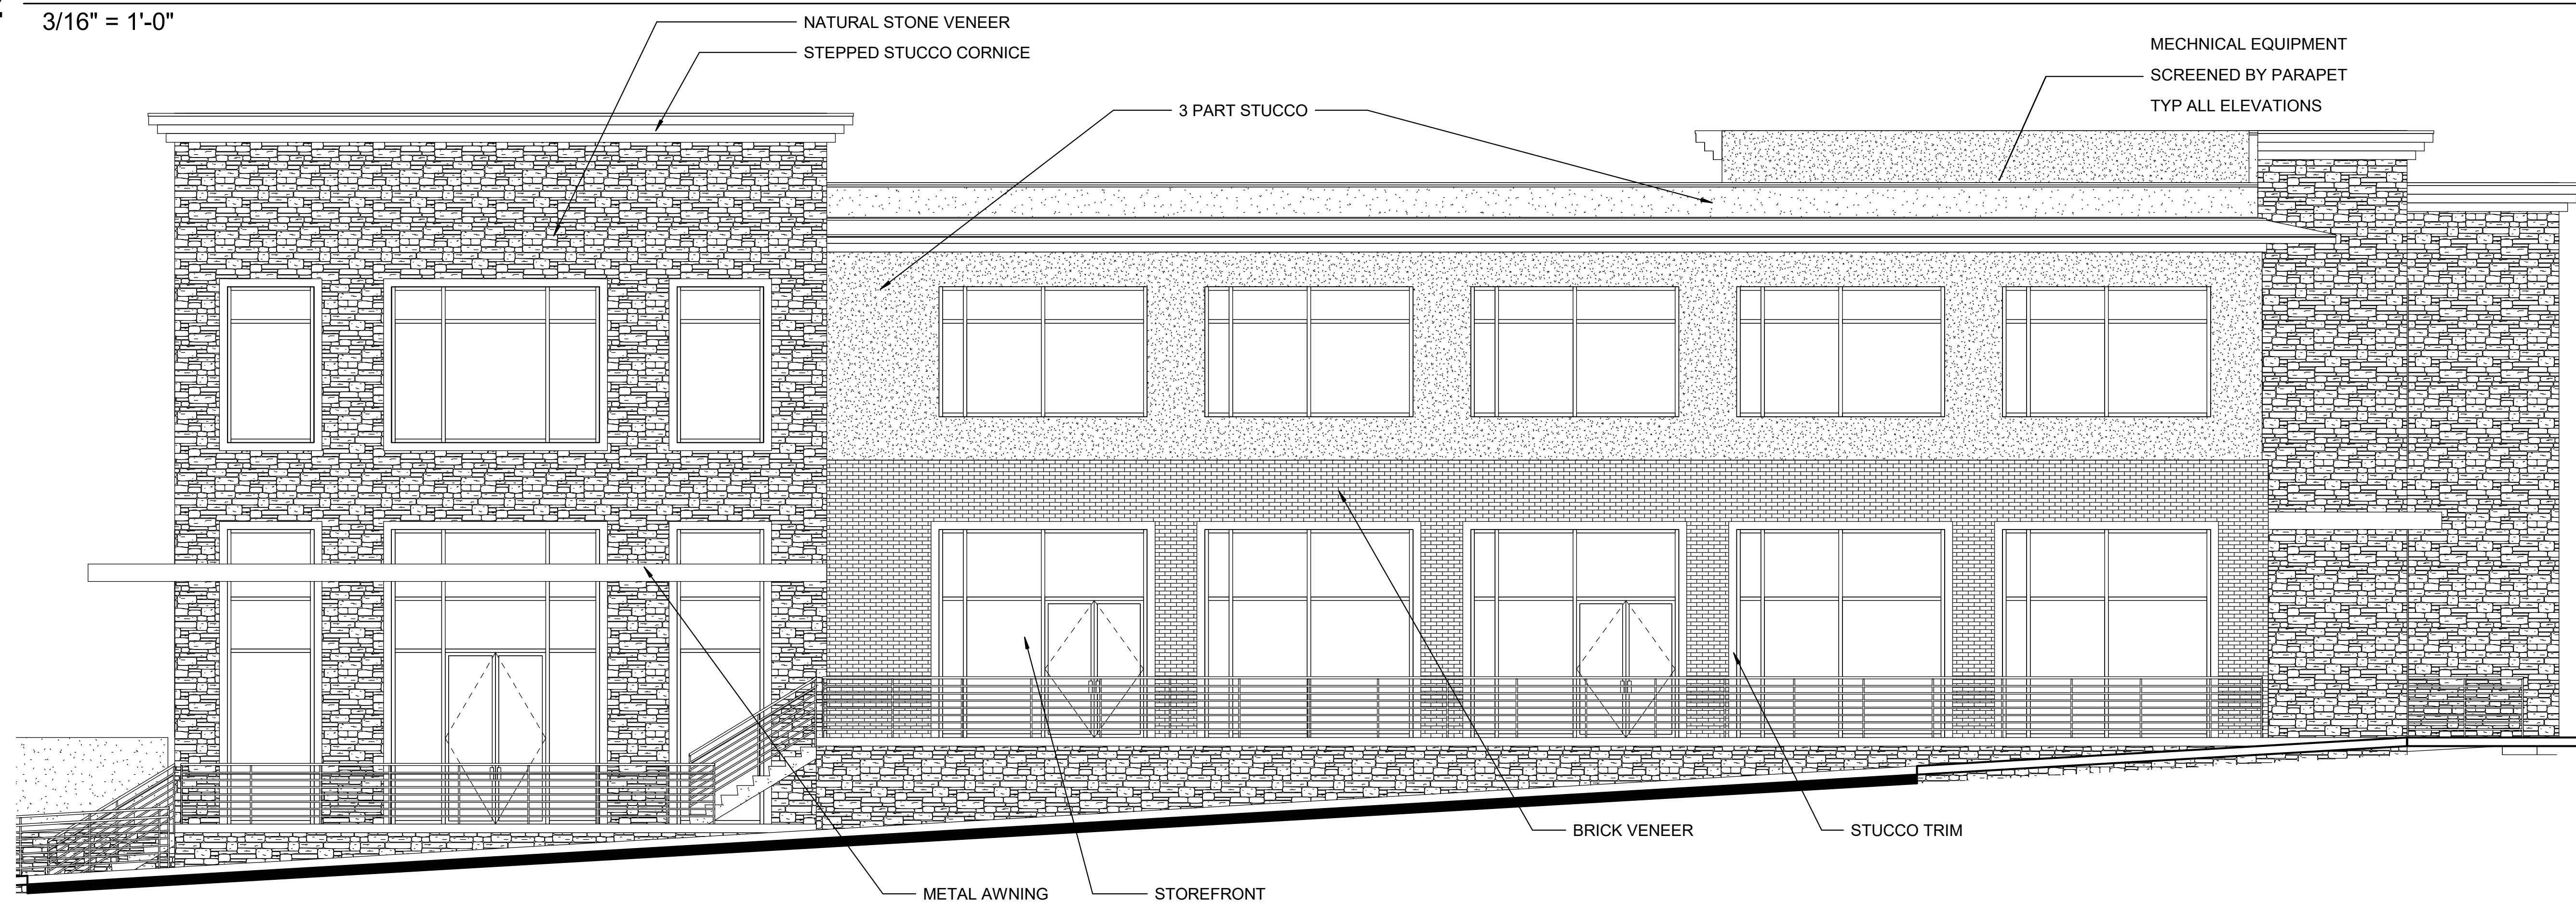 3/16" = 1'-0"
NATURAL STONE VENEER
STEPPED STUCCO CORNICE
MECHNICAL EQUIPMENT
SCREENED BY PARAPET
TYP ALL ELEVATIONS
3 PART STUCCO
BRICK VENEER
STUCCO TRIM
METAL AWNING
STOREFRONT